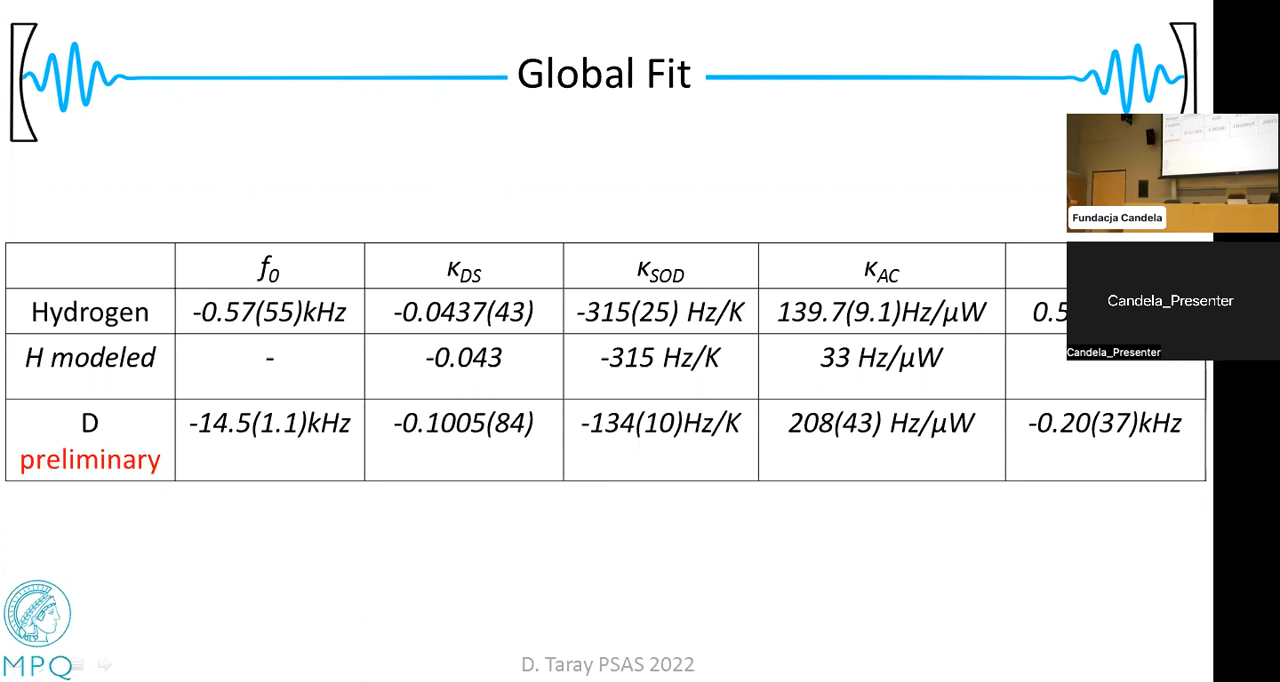 Global Fit
Fundacja Candela
Candela_Presenter
Candela_Presenter
f0 κDS κSOD κAC
Hydrogen -0.57(55)kHz -0.0437(43) -315(25) Hz/K 139.7(9.1)Hz/μW 0.5
H modeled - -0.043 -315 Hz/K 33 Hz/μW
D -14.5(1.1)kHz -0.1005(84) -134(10)Hz/K 208(43) Hz/μW -0.20(37)kHz
preliminary
MPQ
D. Taray PSAS 2022